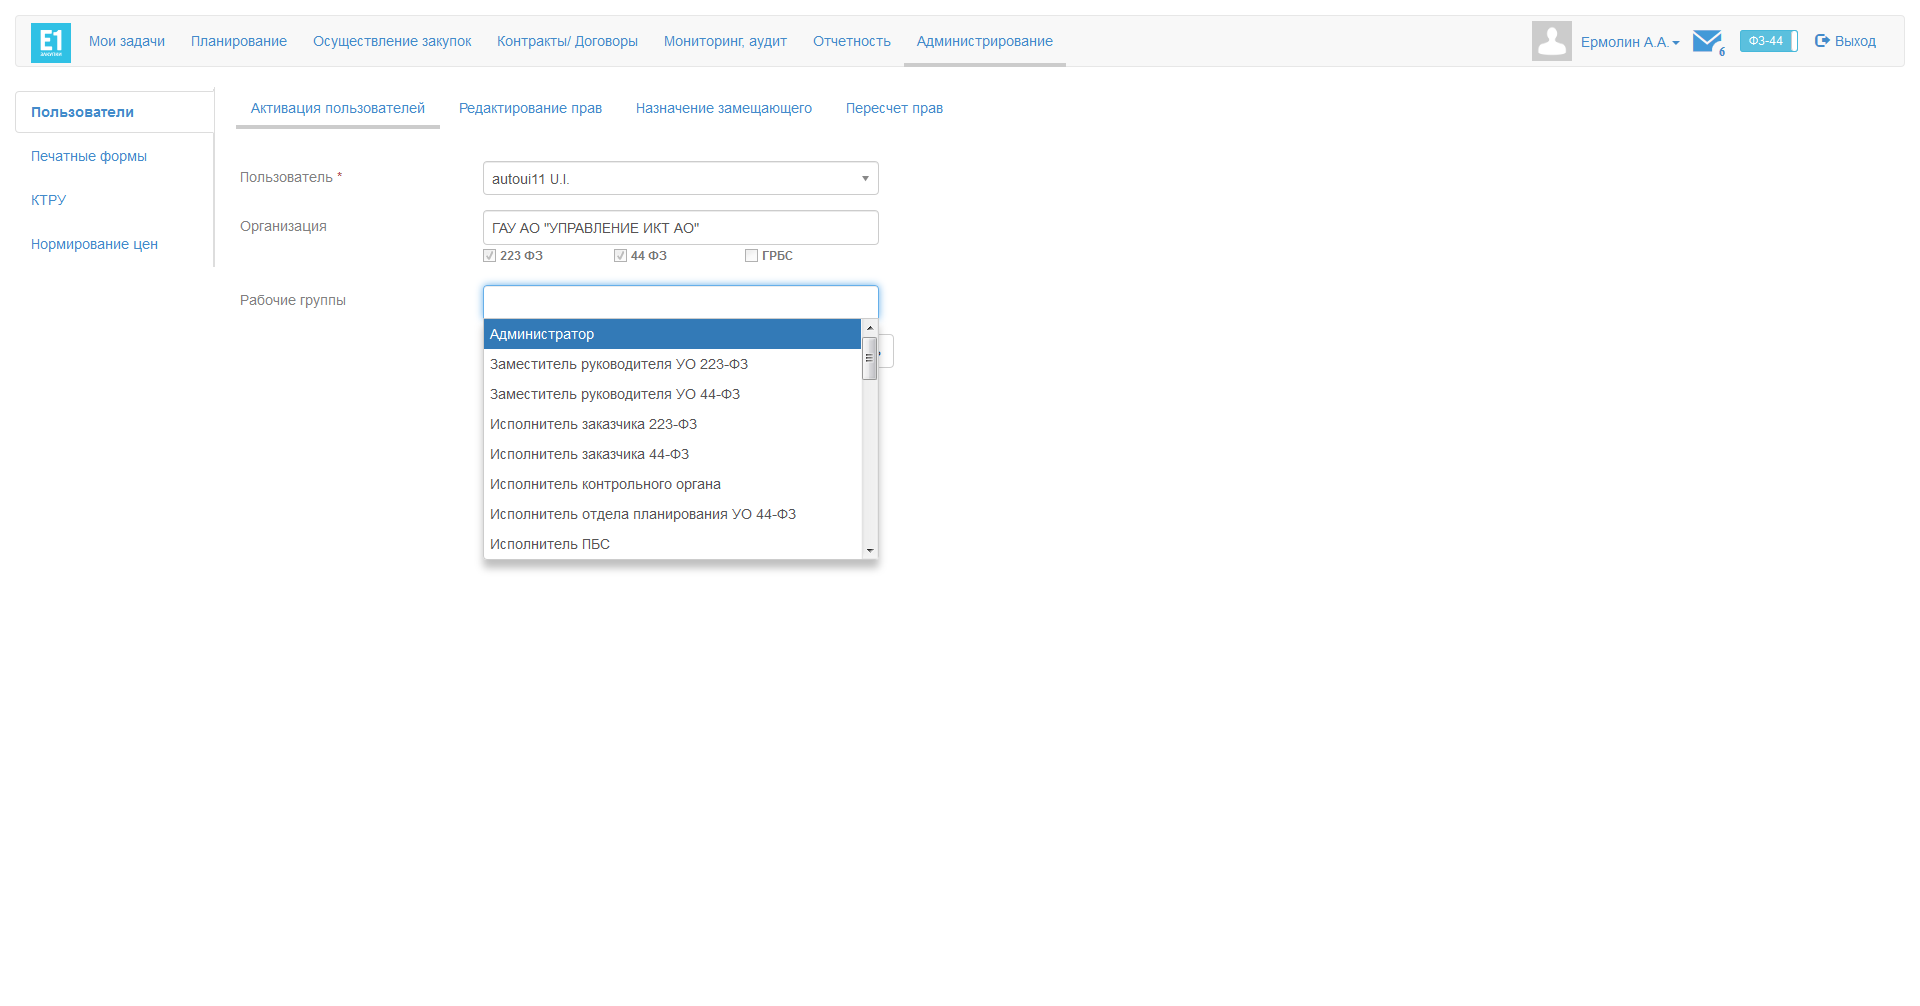 E1
ЗАКУПКИ
Мои задачи Планирование Осуществление закупок Контракты/ Договоры Мониторинг, аудит Отчетность Администрирование Ермолин А.А. 6 ФЗ-44 Выход
Пользователи
Печатные формы
КТРУ
Нормирование цен
Активация пользователей Редактирование прав Назначение замещающего Пересчет прав
Пользователь * autoui11 U.I.
Организация ГАУ АО "УПРАВЛЕНИЕ ИКТ АО"
223 ФЗ 44 ФЗ ГРБС
Рабочие группы
Администратор
Заместитель руководителя УО 223-ФЗ
Заместитель руководителя УО 44-ФЗ
Исполнитель заказчика 223-ФЗ
Исполнитель заказчика 44-ФЗ
Исполнитель контрольного органа
Исполнитель отдела планирования УО 44-ФЗ
Исполнитель ПБС